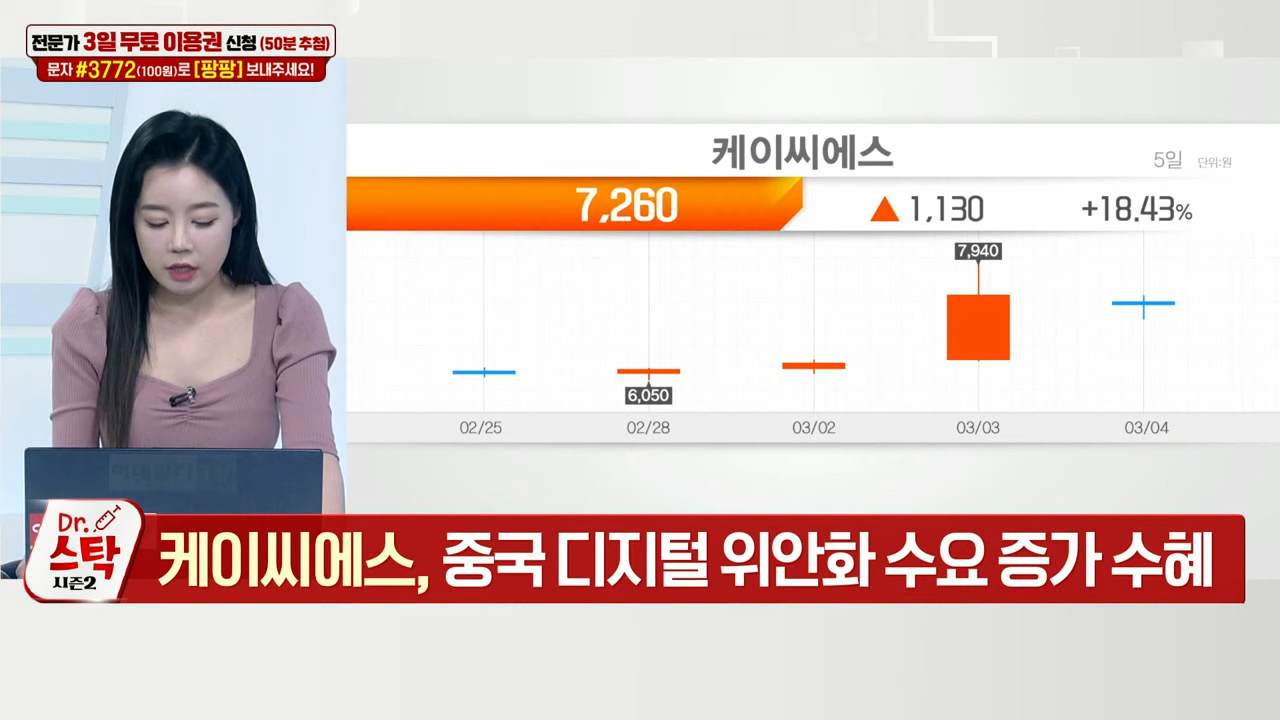 전문가 3일 무료 이용권 신청 (50분 추첨)
문자 #3772(100원)로 [팡팡] 보내주세요!
케이씨에스
5일 단위:원
7,260 ▲ 1,130 +18.43%
7,940
6,050
02/25 02/28 03/02 03/03 03/04
Dr.
스탁
시즌2
케이씨에스, 중국 디지털 위안화 수요 증가 수혜